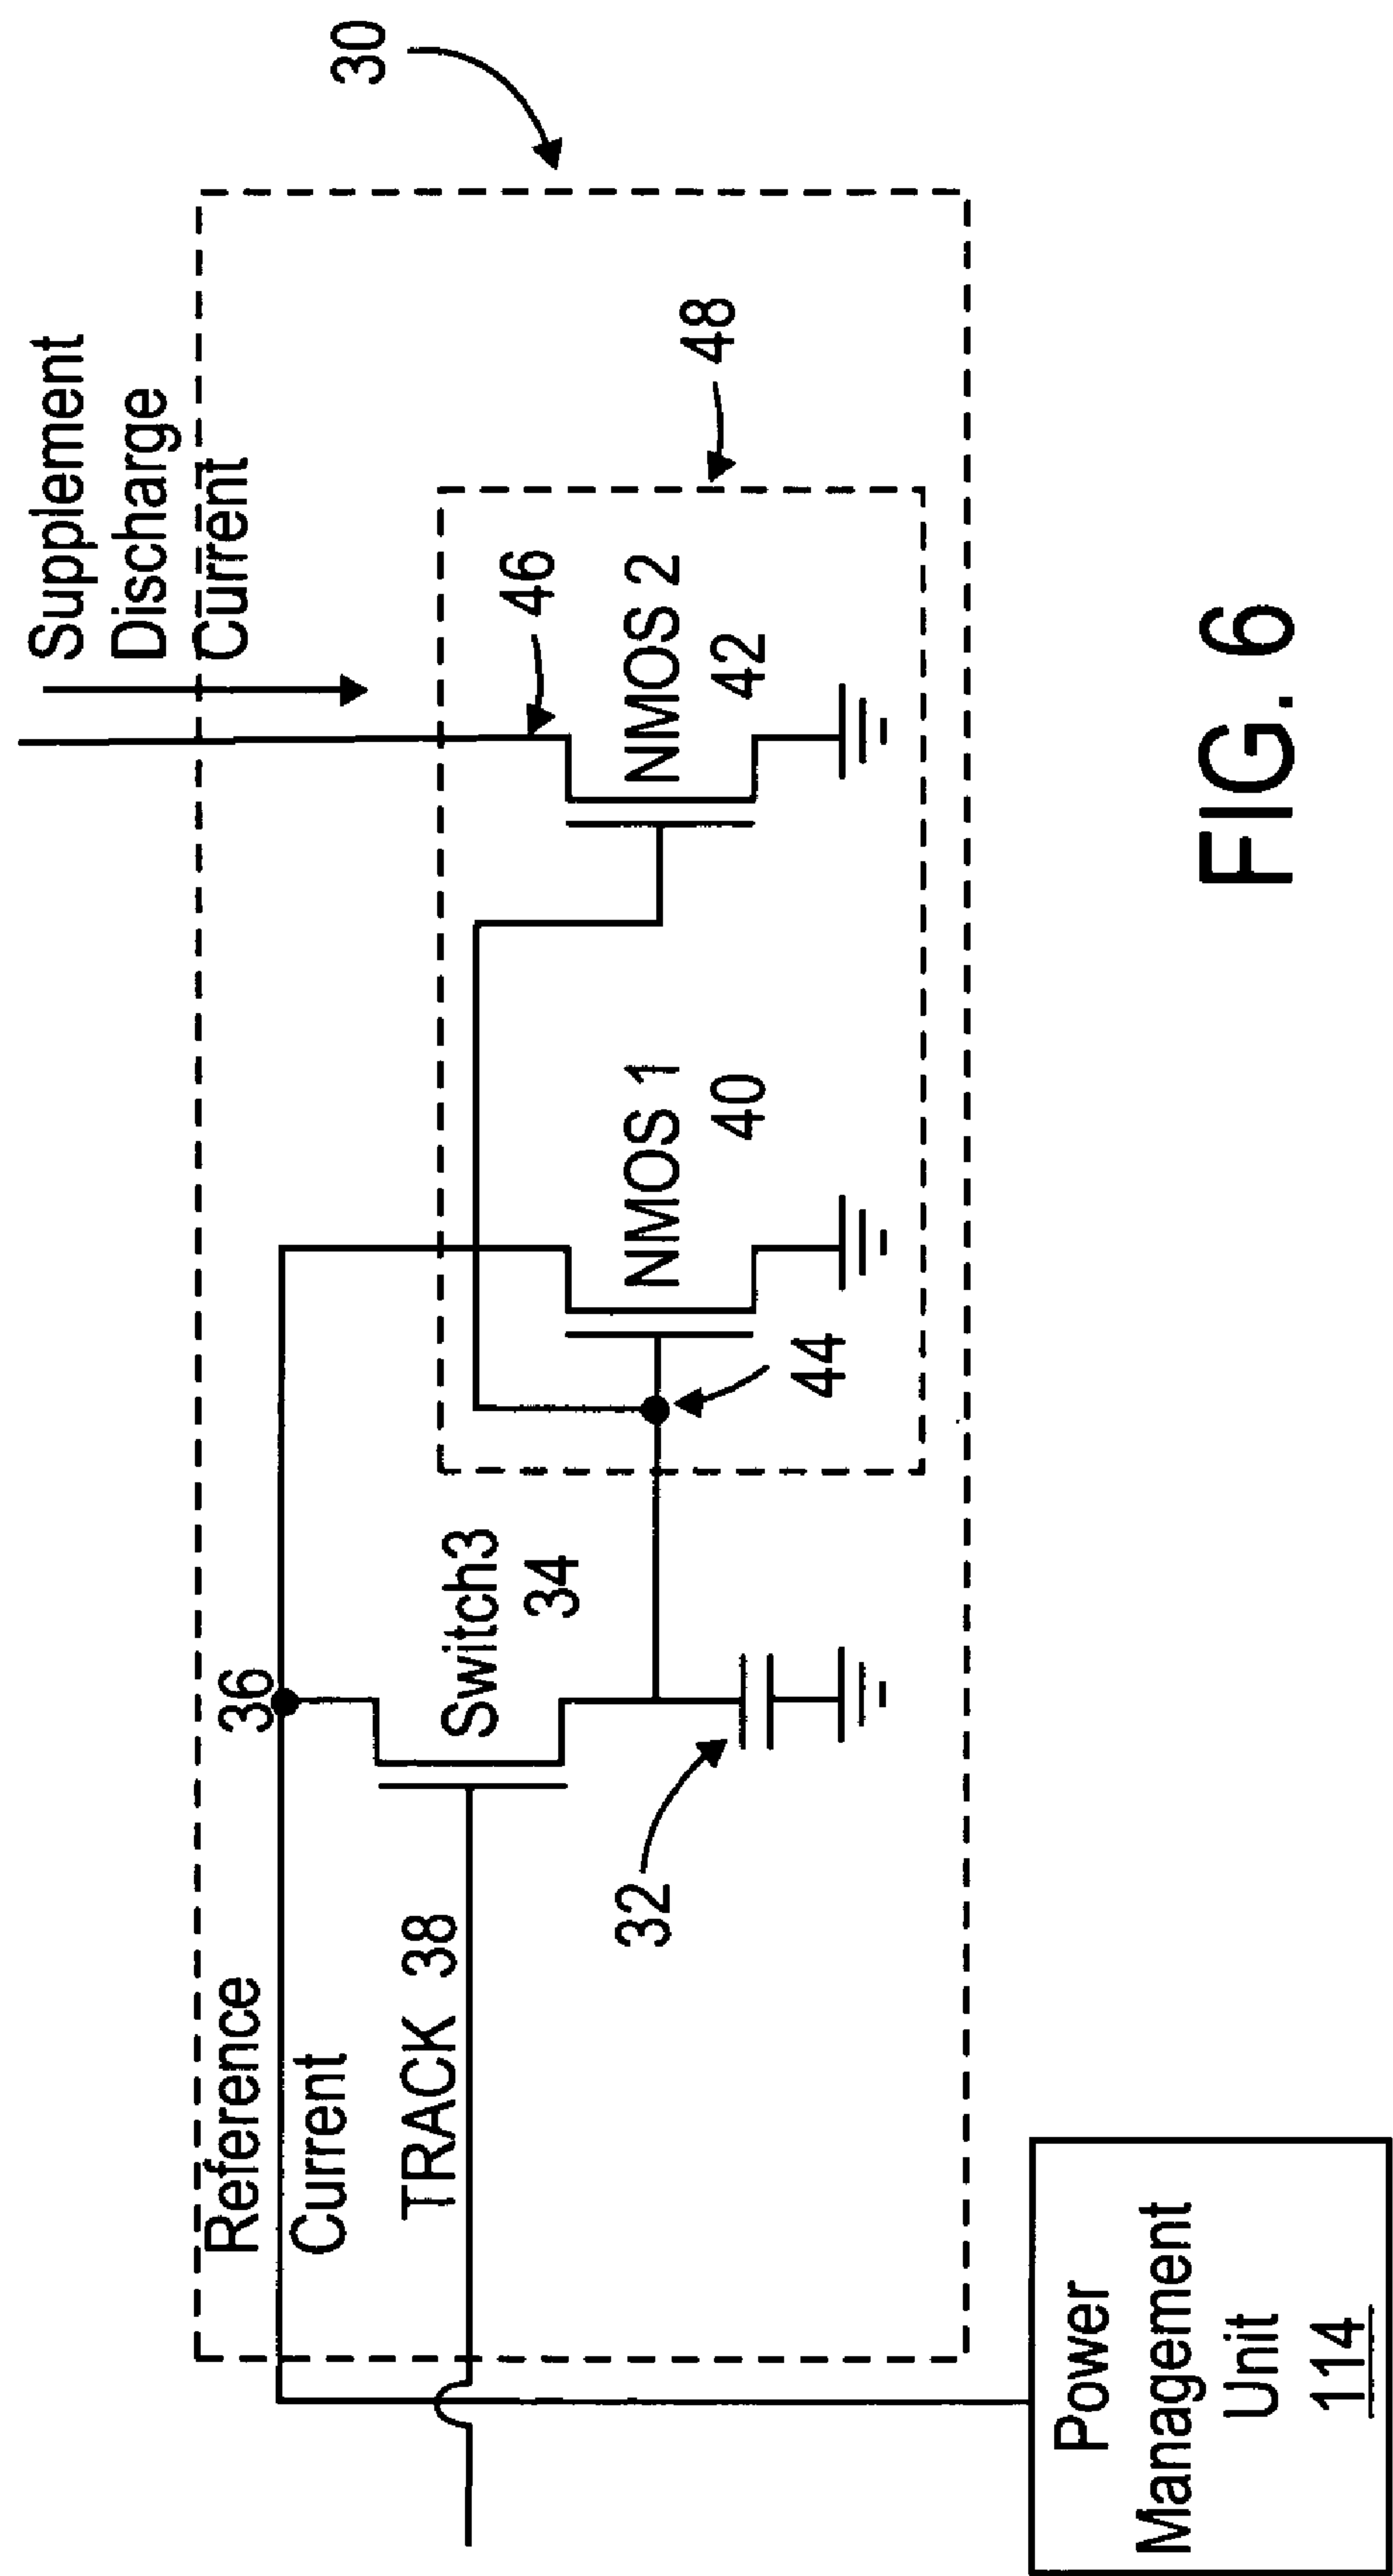 Supplement
Discharge
Current
30
Reference
Current
36
TRACK 38
Switch3
34
32
44
NMOS 1
40
46
NMOS 2
42
48
Power
Management
Unit
114
FIG. 6